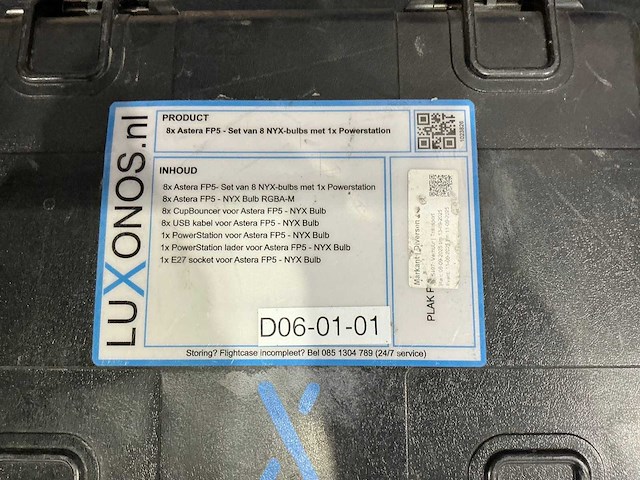 LUXONOS.nl
PRODUCT
8x Astera FP5 - Set van 8 NYX-bulbs met 1x Powerstation
INHOUD
8x Astera FP5- Set van 8 NYX-bulbs met 1x Powerstation
8x Astera FP5 - NYX Bulb RGBA-M
8x CupBouncer voor Astera FP5 - NYX Bulb
8x USB kabel voor Astera FP5 - NYX Bulb
1x PowerStation voor Astera FP5 - NYX Bulb
1x PowerStation lader voor Astera FP5 - NYX Bulb
1x E27 socket voor Astera FP5 - NYX Bulb
D06-01-01
Markant | Diversen
PLAK
Storing? Flightcase incompleet? Bel 085 1304 789 (24/7 service)